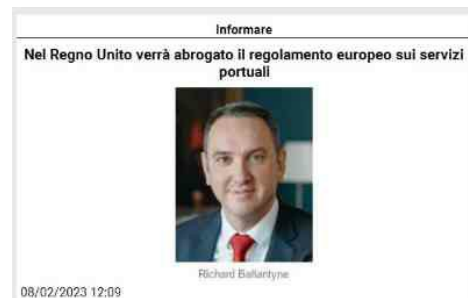 Informare
Nel Regno Unito verrà abrogato il regolamento europeo sui servizi
portuali
Richard Ballantyne
08/02/2023 12:09